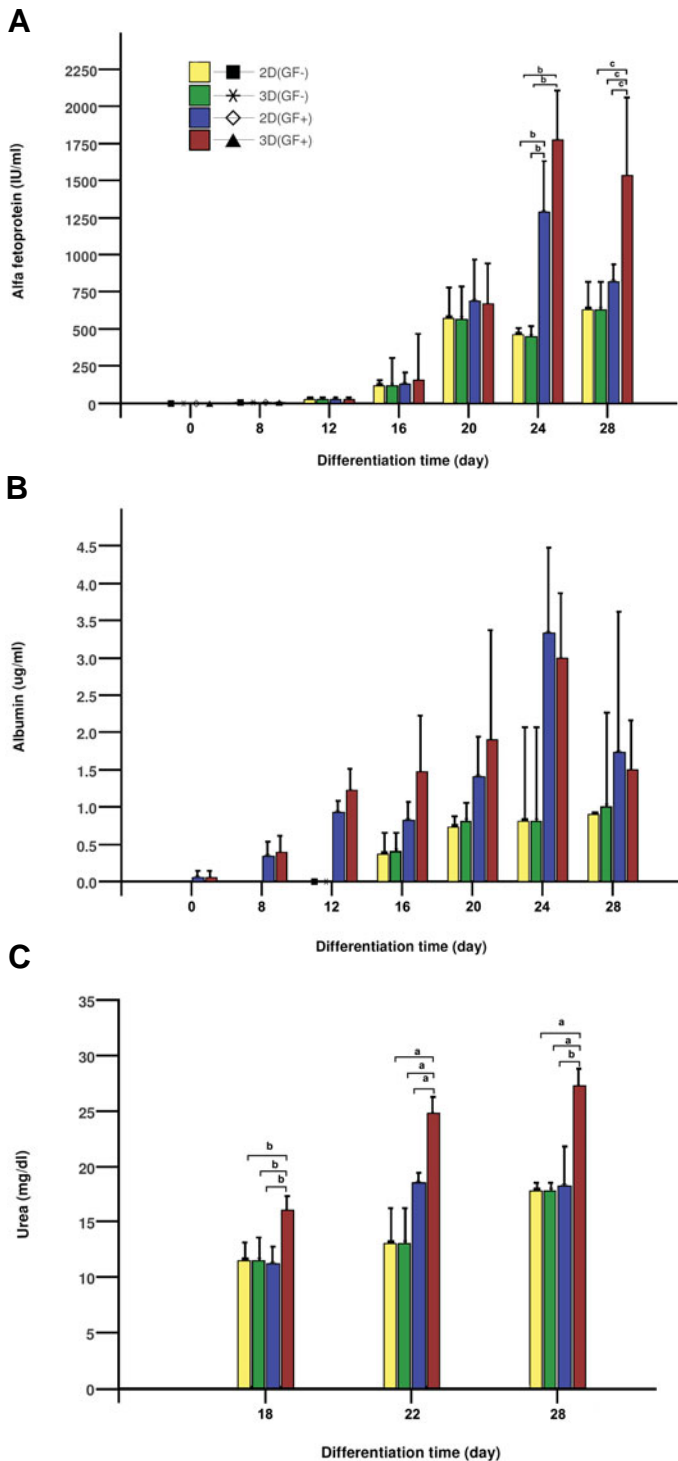 A
2250
2000
1750
1500
1250
1000
750
500
250
0
Alfa fetoprotein (IU/ml)
2D(GF-)
3D(GF-)
2D(GF+)
3D(GF+)
b
b
b
b
c
c
c
0 8 12 16 20 24 28
Differentiation time (day)
B
4.5
4.0
3.5
3.0
2.5
2.0
1.5
1.0
0.5
0.0
Albumin (ug/ml)
0 8 12 16 20 24 28
Differentiation time (day)
C
35
30
25
20
15
10
5
0
Urea (mg/dl)
b
b
b
a
a
a
a
a
b
18 22 28
Differentiation time (day)